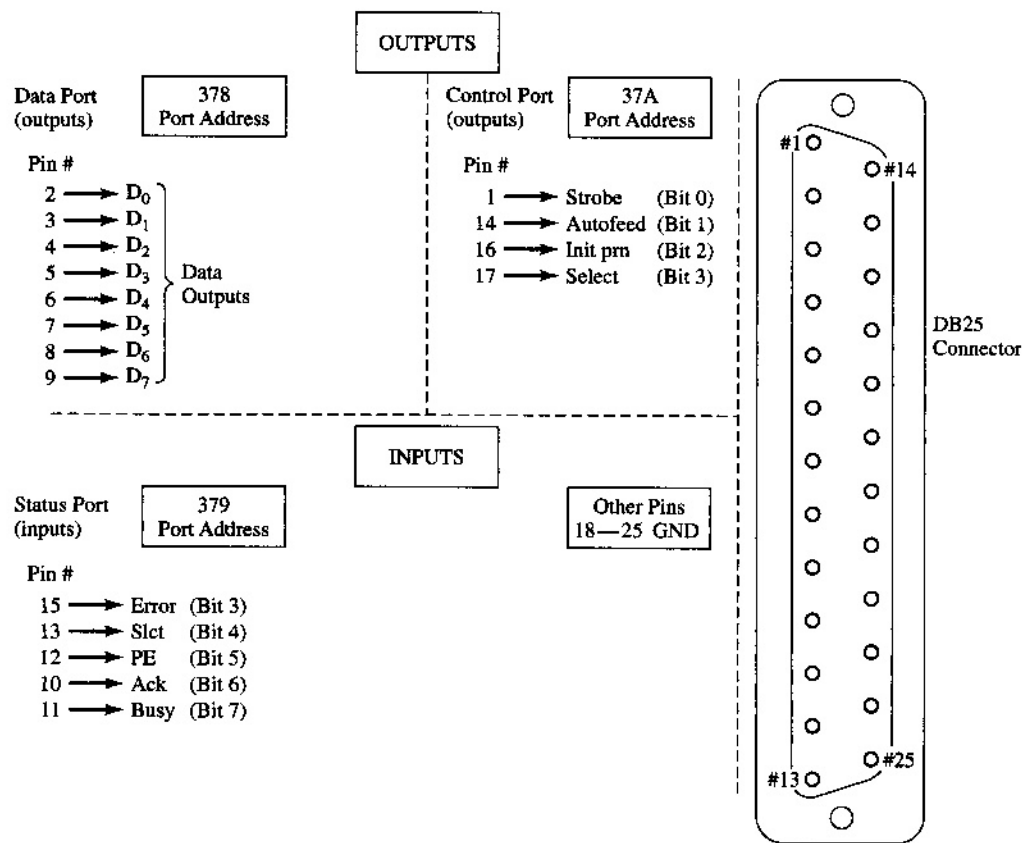 OUTPUTS
Data Port
(outputs)
378
Port Address
Pin #
2 D0
3 D1
4 D2
5 D3
6 D4
7 D5
8 D6
9 D7
Data
Outputs
Control Port
(outputs)
37A
Port Address
Pin #
1 Strobe (Bit 0)
14 Autofeed (Bit 1)
16 Init prn (Bit 2)
17 Select (Bit 3)
INPUTS
Status Port
(inputs)
379
Port Address
Pin #
15 Error (Bit 3)
13 Slct (Bit 4)
12 PE (Bit 5)
10 Ack (Bit 6)
11 Busy (Bit 7)
Other Pins
18—25 GND
#1
#14
DB25
Connector
#25
#13